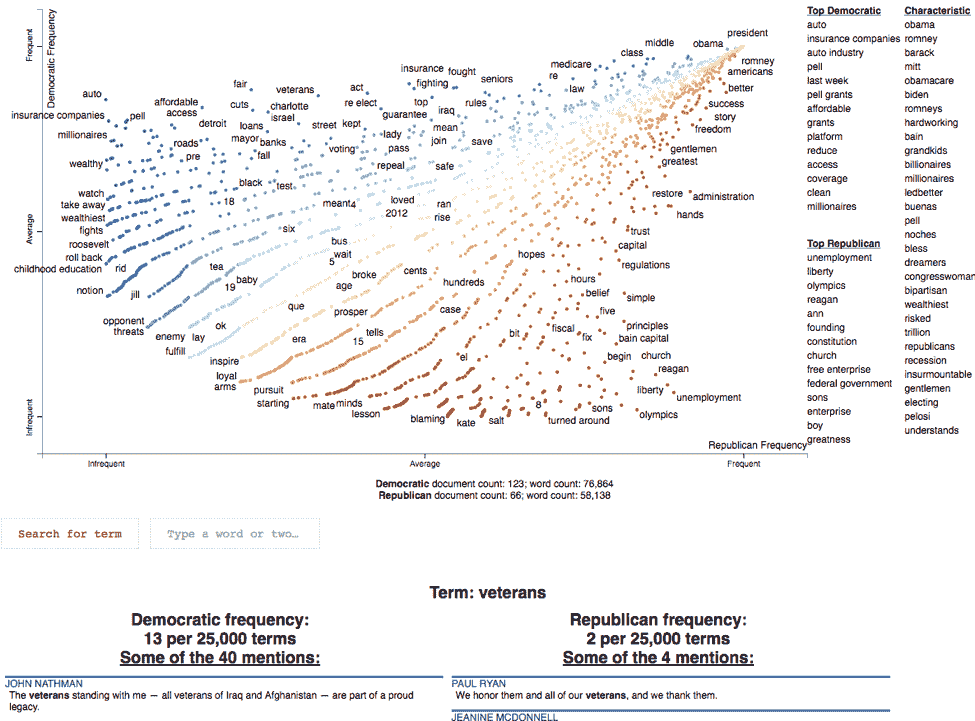 president
middle
obama
class
romney
medicare
americans
insurance
fought
re
fighting
seniors
law
better
fair
veterans
act
auto
affordable
access
cuts
charlotte
israel
re elect
top
iraq
rules
success
insurance companies
pell
guarantee
story
detroit
loans
street
kept
mean
freedom
millionaires
roads
mayor
banks
lady
join
save
pre
fall
voting
pass
gentlemen
wealthy
repeal
safe
greatest
black
test
watch
18
meant
4
loved
restore
administration
take away
2012
ran
wealthiest
rise
hands
fights
six
trust
roosevelt
bus
capital
roll back
wait
hopes
childhood education
rid
tea
5
regulations
baby
broke
cents
hours
notion
jill
19
age
hundreds
belief
simple
que
prosper
case
five
opponent
threats
ok
tells
fiscal
principles
enemy
lay
era
15
bit
fix
bain capital
fulfill
inspire
el
begin
church
reagan
loyal
arms
pursuit
liberty
unemployment
starting
mate
minds
lesson
8
sons
olympics
blaming
kate
salt
turned around
Democratic Frequency
Frequent
Average
Infrequent
Republican Frequency
Infrequent
Average
Frequent
Top Democratic
auto
insurance companies
auto industry
pell
last week
pell grants
affordable
grants
platform
reduce
access
coverage
clean
millionaires
Top Republican
unemployment
liberty
olympics
reagan
ann
founding
constitution
church
free enterprise
federal government
sons
enterprise
boy
greatness
Characteristic
obama
romney
barack
mitt
obamacare
biden
romneys
hardworking
bain
grandkids
billionaires
millionaires
ledbetter
buenas
pell
noches
bless
dreamers
congresswoman
bipartisan
wealthiest
risked
trillion
republicans
recession
insurmountable
gentlemen
electing
pelosi
understands
Democratic document count: 123; word count: 76,864
Republican document count: 66; word count: 58,138
Search for term
Type a word or two…
Term: veterans
Democratic frequency:
13 per 25,000 terms
Some of the 40 mentions:
JOHN NATHMAN
The veterans standing with me — all veterans of Iraq and Afghanistan — are part of a proud
legacy.
Republican frequency:
2 per 25,000 terms
Some of the 4 mentions:
PAUL RYAN
We honor them and all of our veterans, and we thank them.
JEANINE MCDONNELL